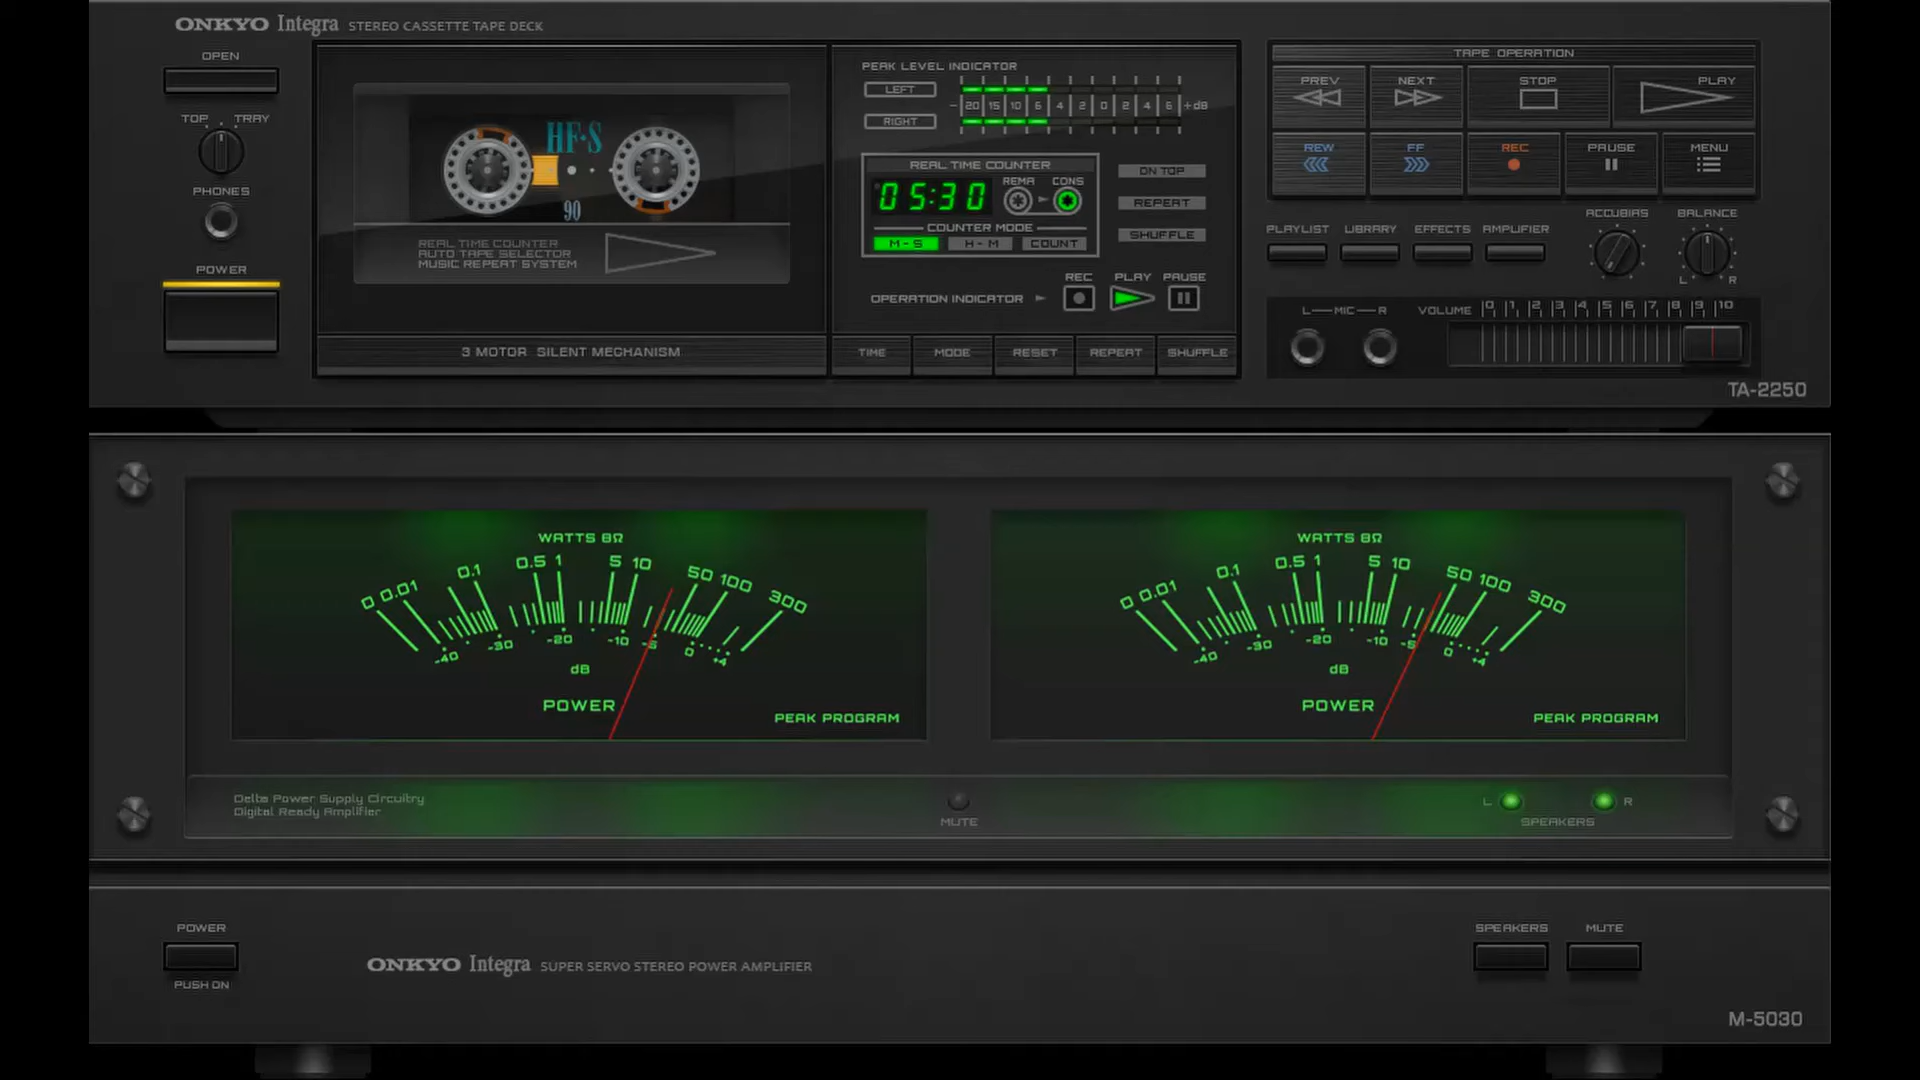 ONKYO Integra STEREO CASSETTE TAPE DECK
OPEN
TOP TRAY
PHONES
POWER
HF-S
90
REAL TIME COUNTER
AUTO TAPE SELECTOR
MUSIC REPEAT SYSTEM
3 MOTOR SILENT MECHANISM
PEAK LEVEL INDICATOR
LEFT
- 20 15 10 6 4 2 0 2 4 6 +dB
RIGHT
REAL TIME COUNTER
05:30 REMA CONS
COUNTER MODE
M-S H-M COUNT
ON TOP
REPEAT
SHUFFLE
REC PLAY PAUSE
OPERATION INDICATOR
TIME MODE RESET REPEAT SHUFFLE
TAPE OPERATION
PREV NEXT STOP PLAY
REW FF REC PAUSE MENU
PLAYLIST LIBRARY EFFECTS AMPLIFIER
ACCUBIAS BALANCE
L R
L MIC R
VOLUME 0 1 2 3 4 5 6 7 8 9 10
TA-2250
WATTS 8Ω
0 0.01 0.1 0.5 1 5 10 50 100 300
-40 -30 -20 -10 -5 0 +4
dB
POWER
PEAK PROGRAM
WATTS 8Ω
0 0.01 0.1 0.5 1 5 10 50 100 300
-40 -30 -20 -10 -5 0 +4
dB
POWER
PEAK PROGRAM
Delta Power Supply Circuitry
Digital Ready Amplifier
MUTE
L R
SPEAKERS
POWER
PUSH ON
ONKYO Integra SUPER SERVO STEREO POWER AMPLIFIER
SPEAKERS MUTE
M-5030